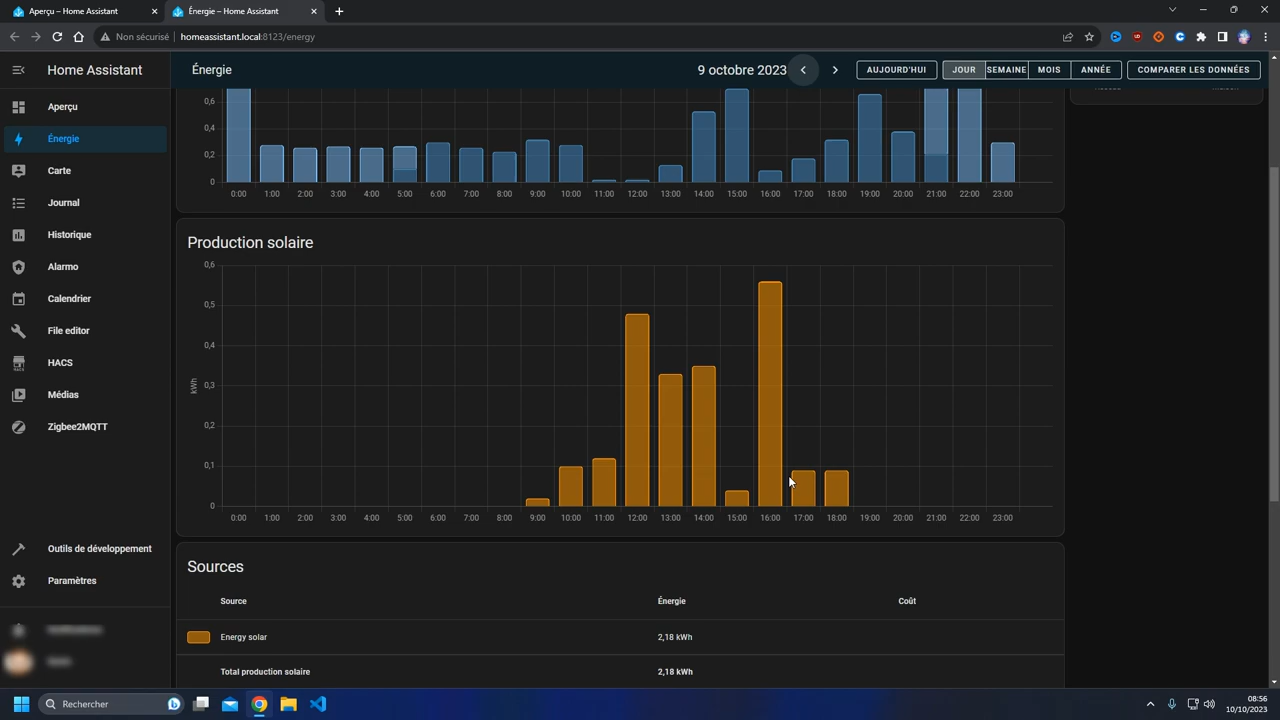 Aperçu – Home Assistant
Énergie – Home Assistant
Non sécurisé
homeassistant.local:8123/energy
Home Assistant
Énergie
9 octobre 2023
AUJOURD'HUI
JOUR
SEMAINE
MOIS
ANNÉE
COMPARER LES DONNÉES
Aperçu
Énergie
Carte
Journal
Historique
Alarmo
Calendrier
File editor
HACS
Médias
Zigbee2MQTT
Outils de développement
Paramètres
0,6
0,4
0,2
0
0:00 1:00 2:00 3:00 4:00 5:00 6:00 7:00 8:00 9:00 10:00 11:00 12:00 13:00 14:00 15:00 16:00 17:00 18:00 19:00 20:00 21:00 22:00 23:00
Production solaire
0,6
0,5
0,4
kWh
0,3
0,2
0,1
0
0:00 1:00 2:00 3:00 4:00 5:00 6:00 7:00 8:00 9:00 10:00 11:00 12:00 13:00 14:00 15:00 16:00 17:00 18:00 19:00 20:00 21:00 22:00 23:00
Sources
Source Énergie Coût
Energy solar 2,18 kWh
Total production solaire 2,18 kWh
Rechercher
08:56
10/10/2023